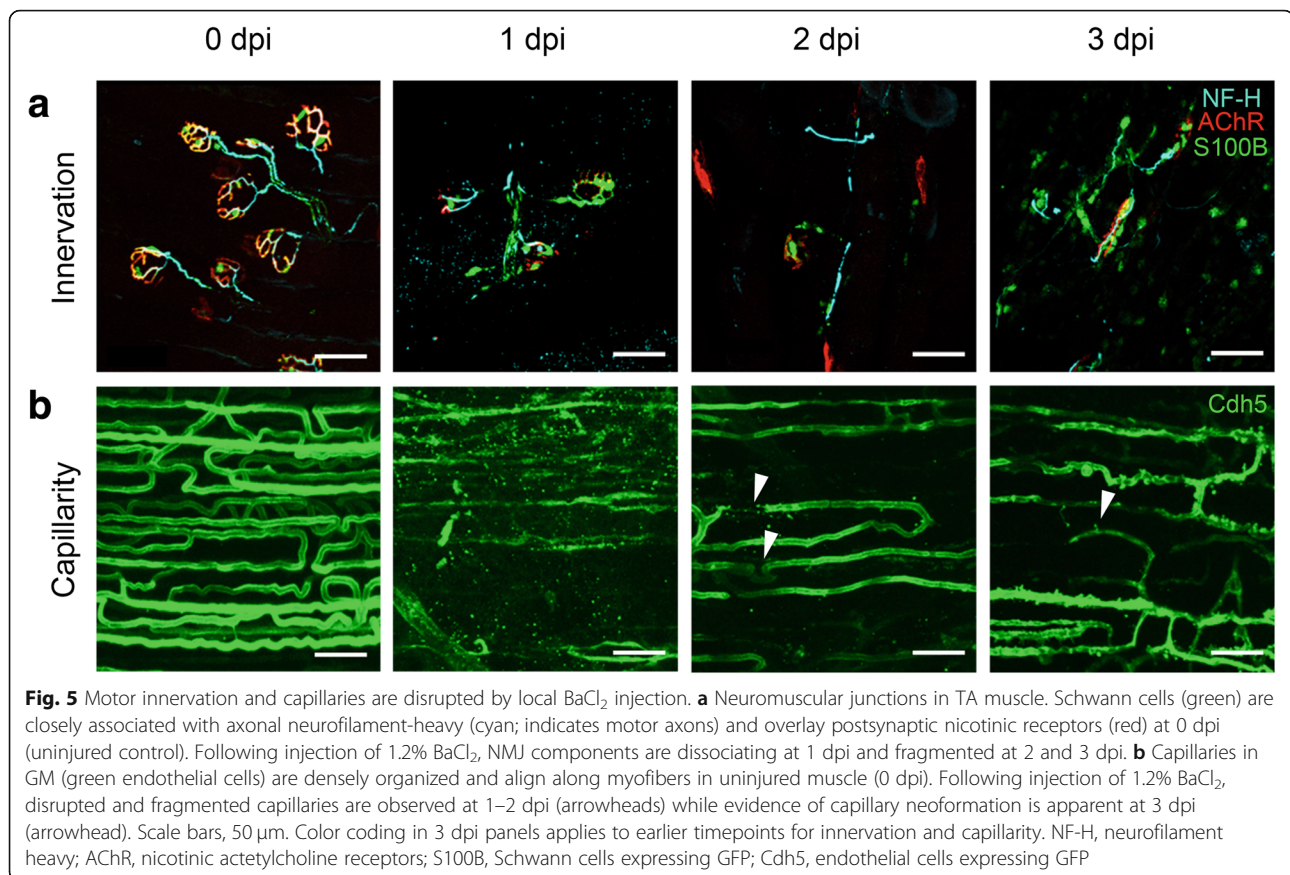 0 dpi 1 dpi 2 dpi 3 dpi
a
Innervation
NF-H
AChR
S100B
b
Capillarity
Cdh5
Fig. 5 Motor innervation and capillaries are disrupted by local BaCl₂ injection. a Neuromuscular junctions in TA muscle. Schwann cells (green) are
closely associated with axonal neurofilament-heavy (cyan; indicates motor axons) and overlay postsynaptic nicotinic receptors (red) at 0 dpi
(uninjured control). Following injection of 1.2% BaCl₂, NMJ components are dissociating at 1 dpi and fragmented at 2 and 3 dpi. b Capillaries in
GM (green endothelial cells) are densely organized and align along myofibers in uninjured muscle (0 dpi). Following injection of 1.2% BaCl₂,
disrupted and fragmented capillaries are observed at 1–2 dpi (arrowheads) while evidence of capillary neoformation is apparent at 3 dpi
(arrowhead). Scale bars, 50 μm. Color coding in 3 dpi panels applies to earlier timepoints for innervation and capillarity. NF-H, neurofilament
heavy; AChR, nicotinic actetylcholine receptors; S100B, Schwann cells expressing GFP; Cdh5, endothelial cells expressing GFP